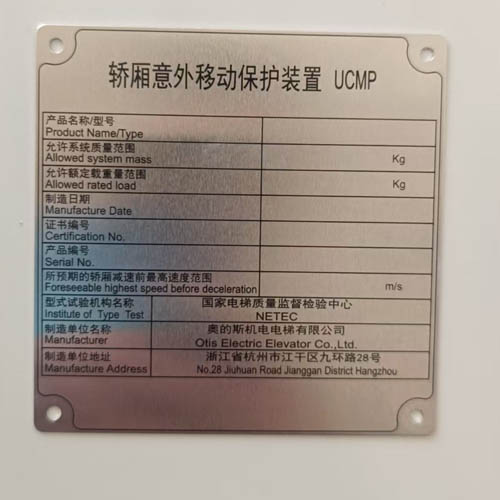 轿厢意外移动保护装置 UCMP
产品名称/型号
Product Name/Type
允许系统质量范围
Allowed system mass
Kg
允许额定载重量范围
Allowed rated load
Kg
制造日期
Manufacture Date
证书编号
Certification No.
产品编号
Serial No.
所预期的轿厢减速前最高速度范围
Foreseeable highest speed before deceleration
m/s
型式试验机构名称
Institute of Type Test
国家电梯质量监督检验中心
NETEC
制造单位名称
Manufacturer
奥的斯机电电梯有限公司
Otis Electric Elevator Co.,Ltd.
制造单位地址
Manufacture Address
浙江省杭州市江干区九环路28号
No.28 Jiuhuan Road Jianggan District Hangzhou